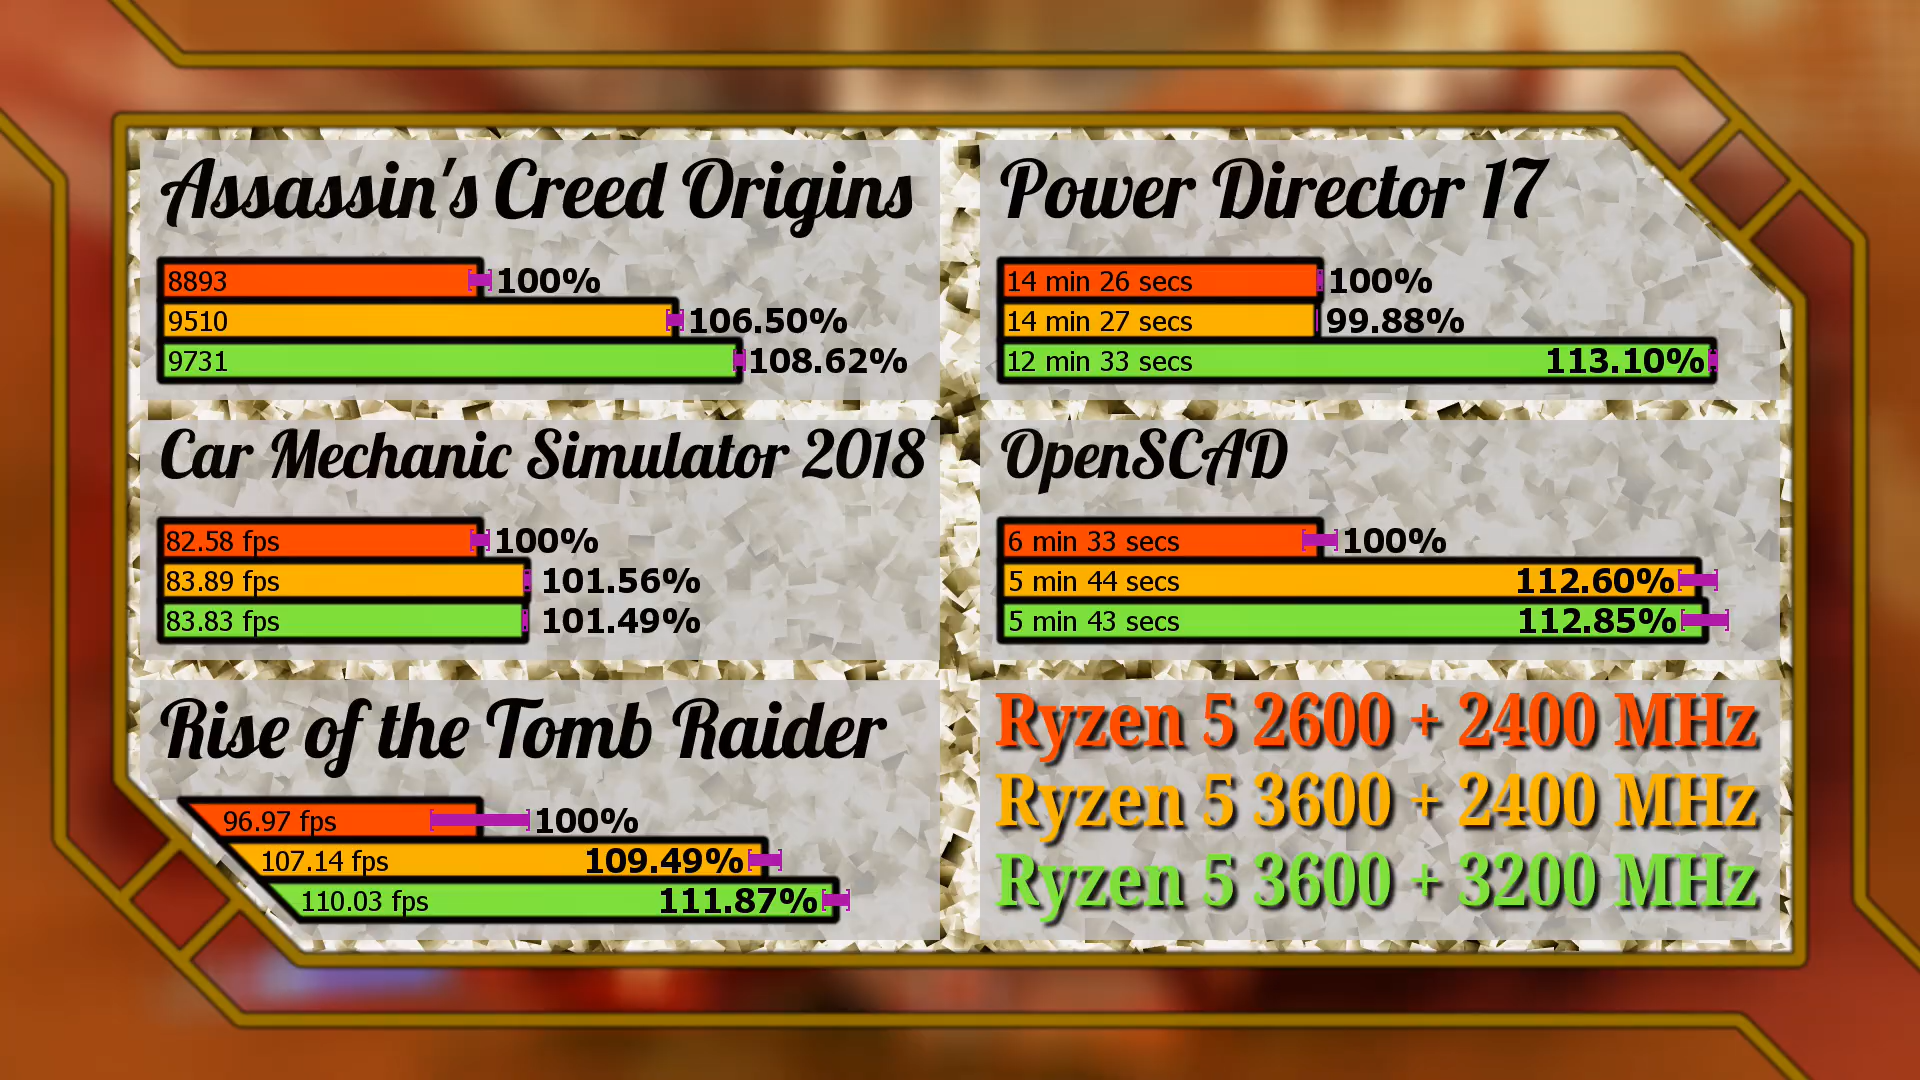 Assassin's Creed Origins
8893 100%
9510 106.50%
9731 108.62%
Power Director 17
14 min 26 secs 100%
14 min 27 secs 99.88%
12 min 33 secs 113.10%
Car Mechanic Simulator 2018
82.58 fps 100%
83.89 fps 101.56%
83.83 fps 101.49%
OpenSCAD
6 min 33 secs 100%
5 min 44 secs 112.60%
5 min 43 secs 112.85%
Rise of the Tomb Raider
96.97 fps 100%
107.14 fps 109.49%
110.03 fps 111.87%
Ryzen 5 2600 + 2400 MHz
Ryzen 5 3600 + 2400 MHz
Ryzen 5 3600 + 3200 MHz